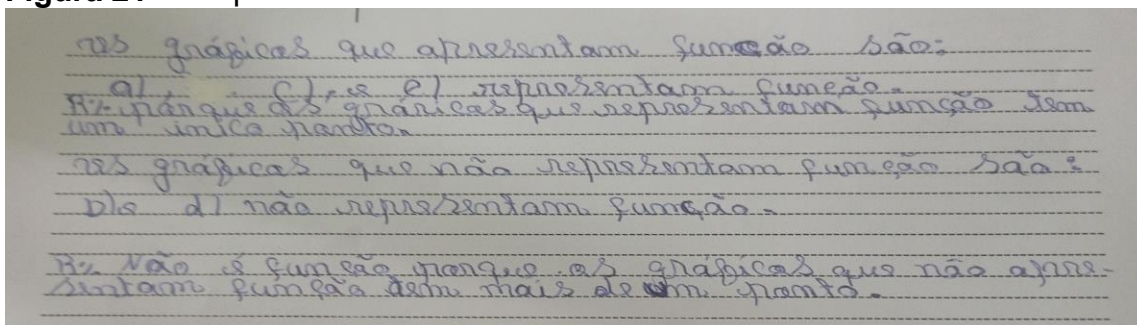 os gráficos que apresentam função são:
a) c), e e) representam função.
R: porque os gráficos que representam função tem
um único ponto.
os gráficos que não representam função são:
b)e d) não representam função.
R: Não é função porque os gráficos que não apre-
sentam função tem mais de um ponto.